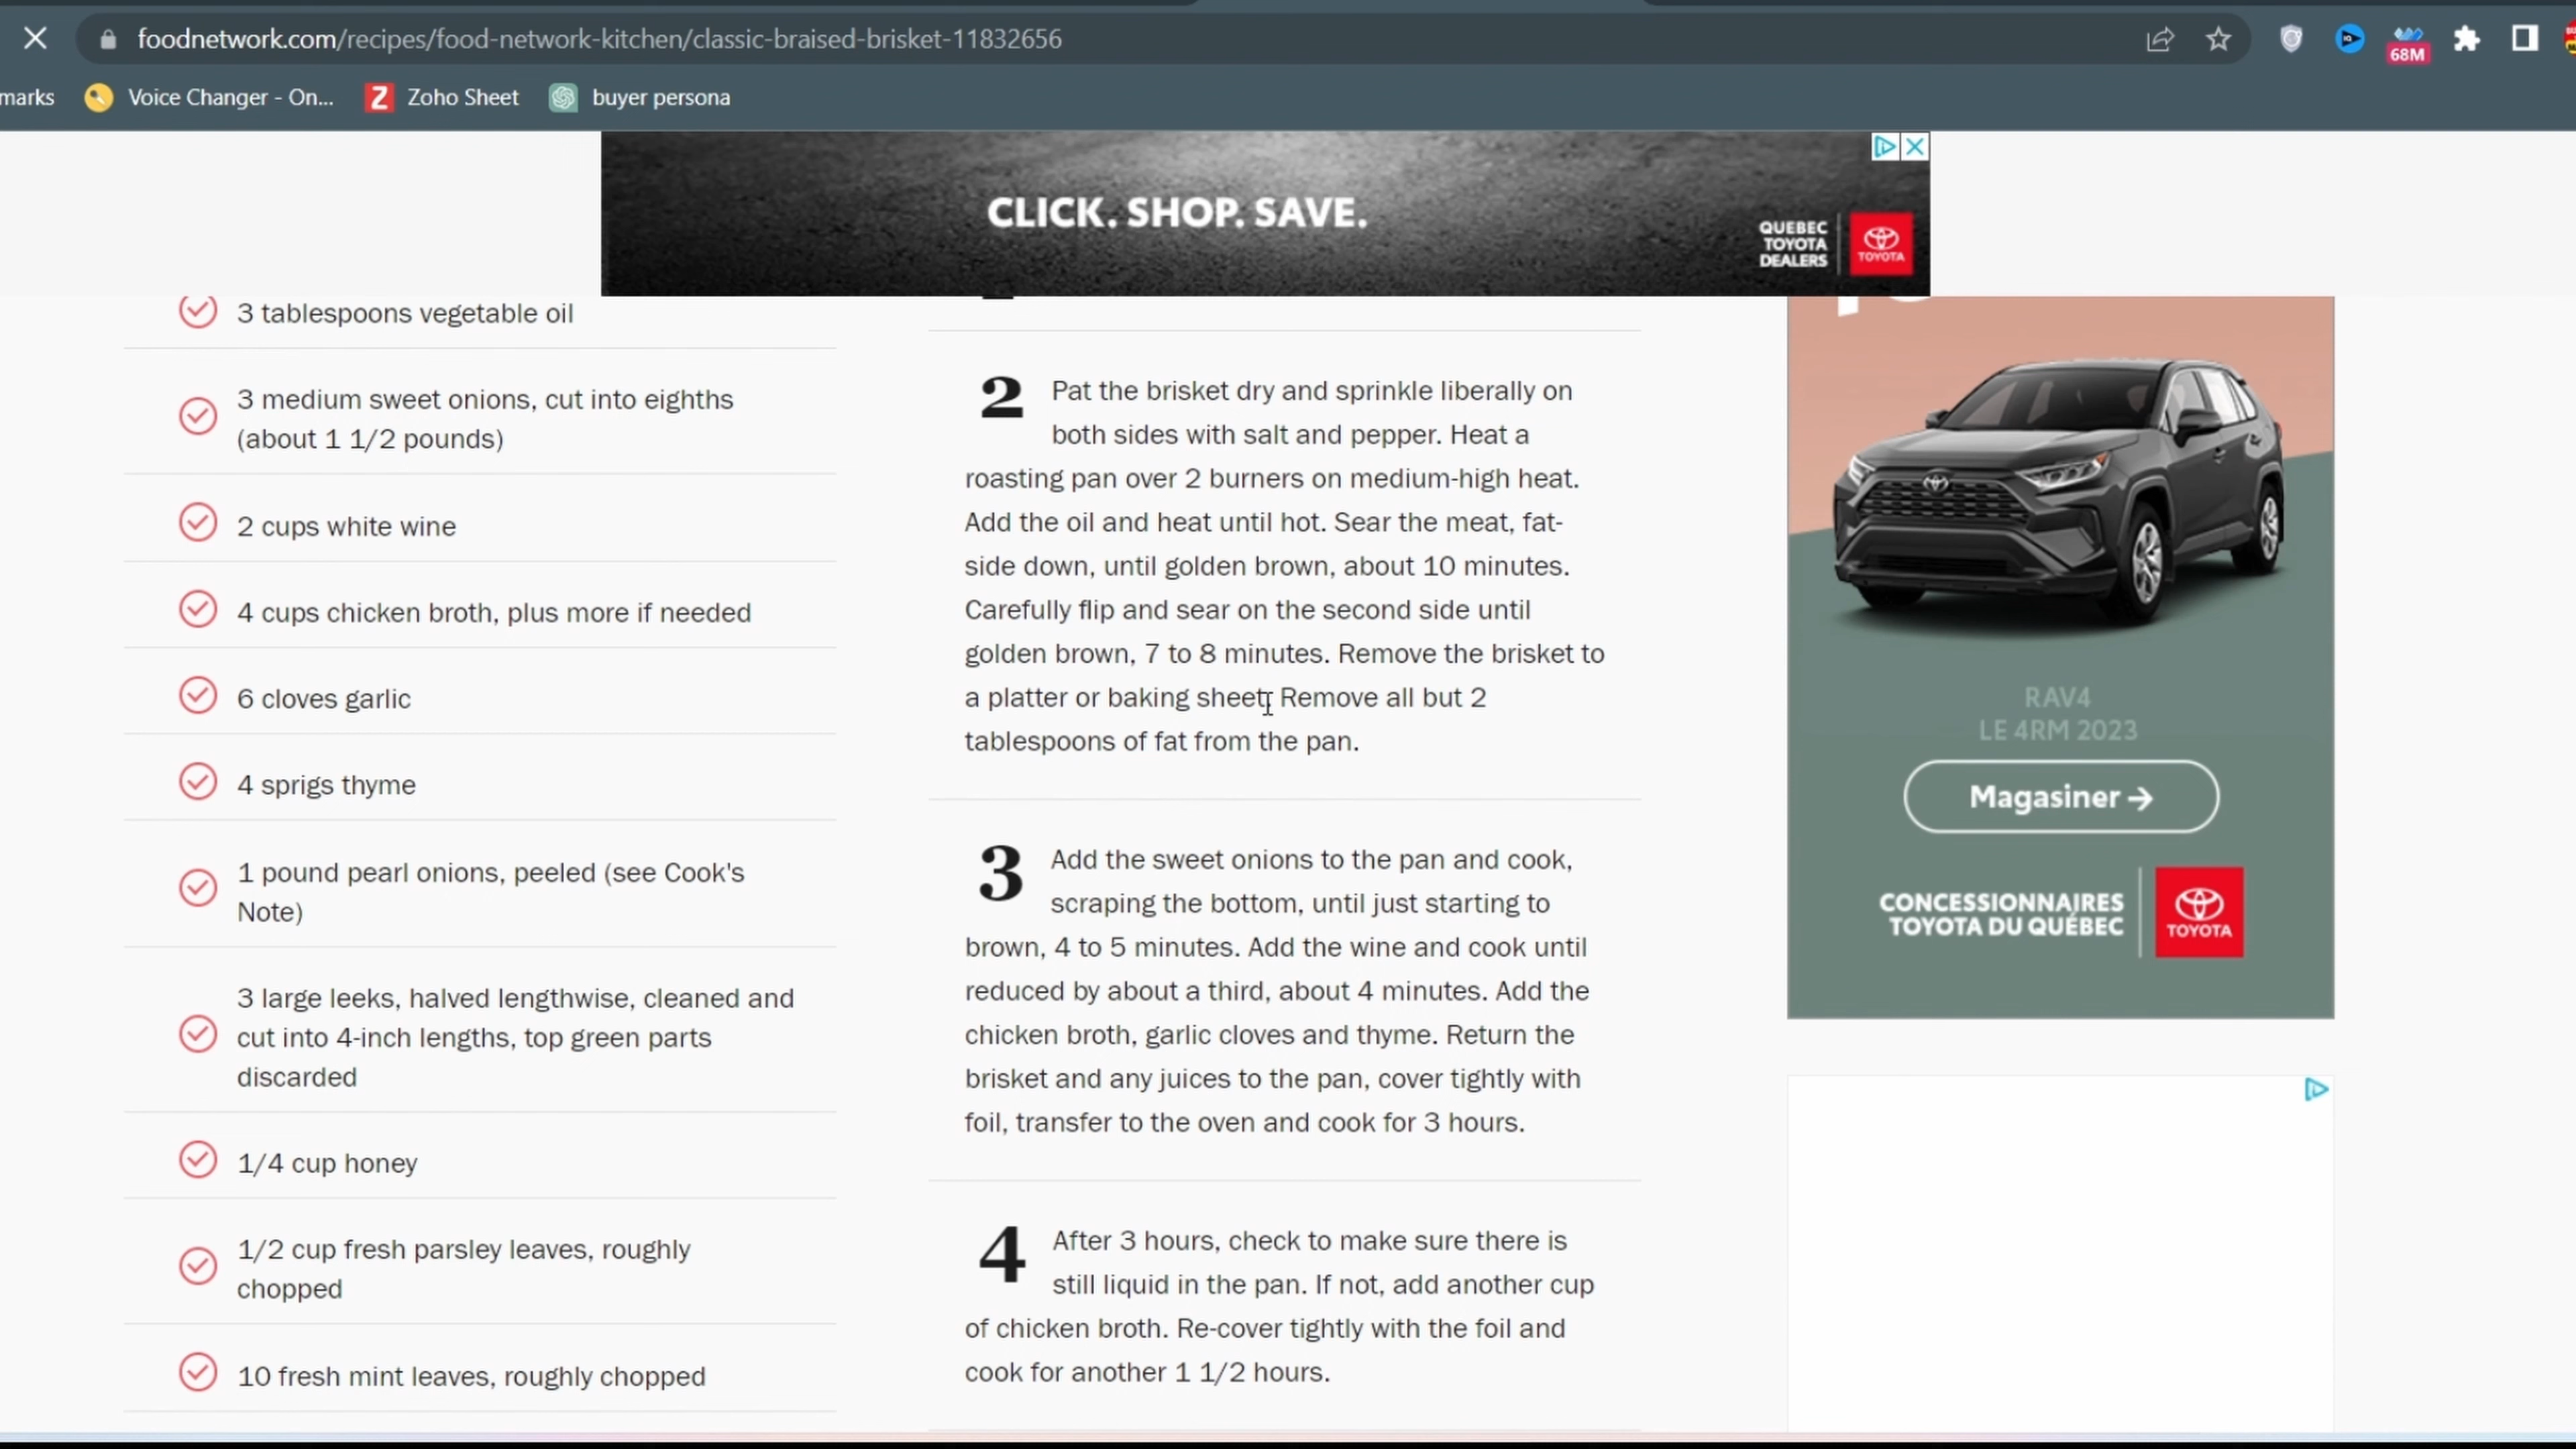 foodnetwork.com/recipes/food-network-kitchen/classic-braised-brisket-11832656
68M
marks
Voice Changer - On...
Z
Zoho Sheet
buyer persona
CLICK. SHOP. SAVE.
QUEBEC
TOYOTA
DEALERS
TOYOTA
3 tablespoons vegetable oil
3 medium sweet onions, cut into eighths
(about 1 1/2 pounds)
2 cups white wine
4 cups chicken broth, plus more if needed
6 cloves garlic
4 sprigs thyme
1 pound pearl onions, peeled (see Cook's
Note)
3 large leeks, halved lengthwise, cleaned and
cut into 4-inch lengths, top green parts
discarded
1/4 cup honey
1/2 cup fresh parsley leaves, roughly
chopped
10 fresh mint leaves, roughly chopped
2 Pat the brisket dry and sprinkle liberally on
both sides with salt and pepper. Heat a
roasting pan over 2 burners on medium-high heat.
Add the oil and heat until hot. Sear the meat, fat-
side down, until golden brown, about 10 minutes.
Carefully flip and sear on the second side until
golden brown, 7 to 8 minutes. Remove the brisket to
a platter or baking sheet. Remove all but 2
tablespoons of fat from the pan.
3 Add the sweet onions to the pan and cook,
scraping the bottom, until just starting to
brown, 4 to 5 minutes. Add the wine and cook until
reduced by about a third, about 4 minutes. Add the
chicken broth, garlic cloves and thyme. Return the
brisket and any juices to the pan, cover tightly with
foil, transfer to the oven and cook for 3 hours.
4 After 3 hours, check to make sure there is
still liquid in the pan. If not, add another cup
of chicken broth. Re-cover tightly with the foil and
cook for another 1 1/2 hours.
RAV4
LE 4RM 2023
Magasiner →
CONCESSIONNAIRES
TOYOTA DU QUÉBEC
TOYOTA